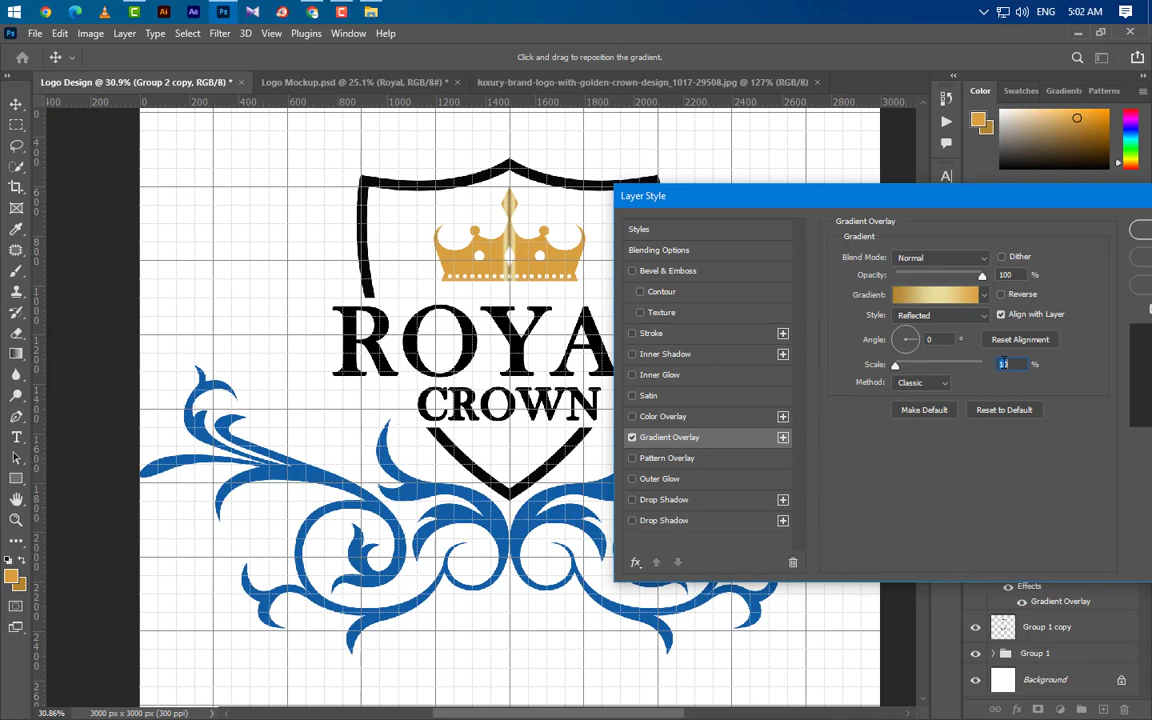 ENG
5:02 AM
Ps
File Edit Image Layer Type Select Filter 3D View Plugins Window Help
Click and drag to reposition the gradient.
Logo Design @ 30.9% (Group 2 copy, RGB/8) *
Logo Mockup.psd @ 25.1% (Royal, RGB/8#) *
luxury-brand-logo-with-golden-crown-design_1017-29508.jpg @ 127% (RGB/8)
Color Swatches Gradients Patterns
200 0 200 400 600 800 1000 1200 1400 1600 1800 2000 2200 2400 2600 2800 3000
ROYA
CROWN
Layer Style
Styles
Blending Options
Bevel & Emboss
Contour
Texture
Stroke
Inner Shadow
Inner Glow
Satin
Color Overlay
Gradient Overlay
Pattern Overlay
Outer Glow
Drop Shadow
Drop Shadow
fx
Gradient Overlay
Gradient
Blend Mode: Normal
Dither
Opacity: 100 %
Gradient:
Reverse
Style: Reflected
Align with Layer
Angle: 0 °
Reset Alignment
Scale: %
Method: Classic
Make Default
Reset to Default
Effects
Gradient Overlay
Group 1 copy
Group 1
Background
fx
30.86%
3000 px x 3000 px (300 ppi)